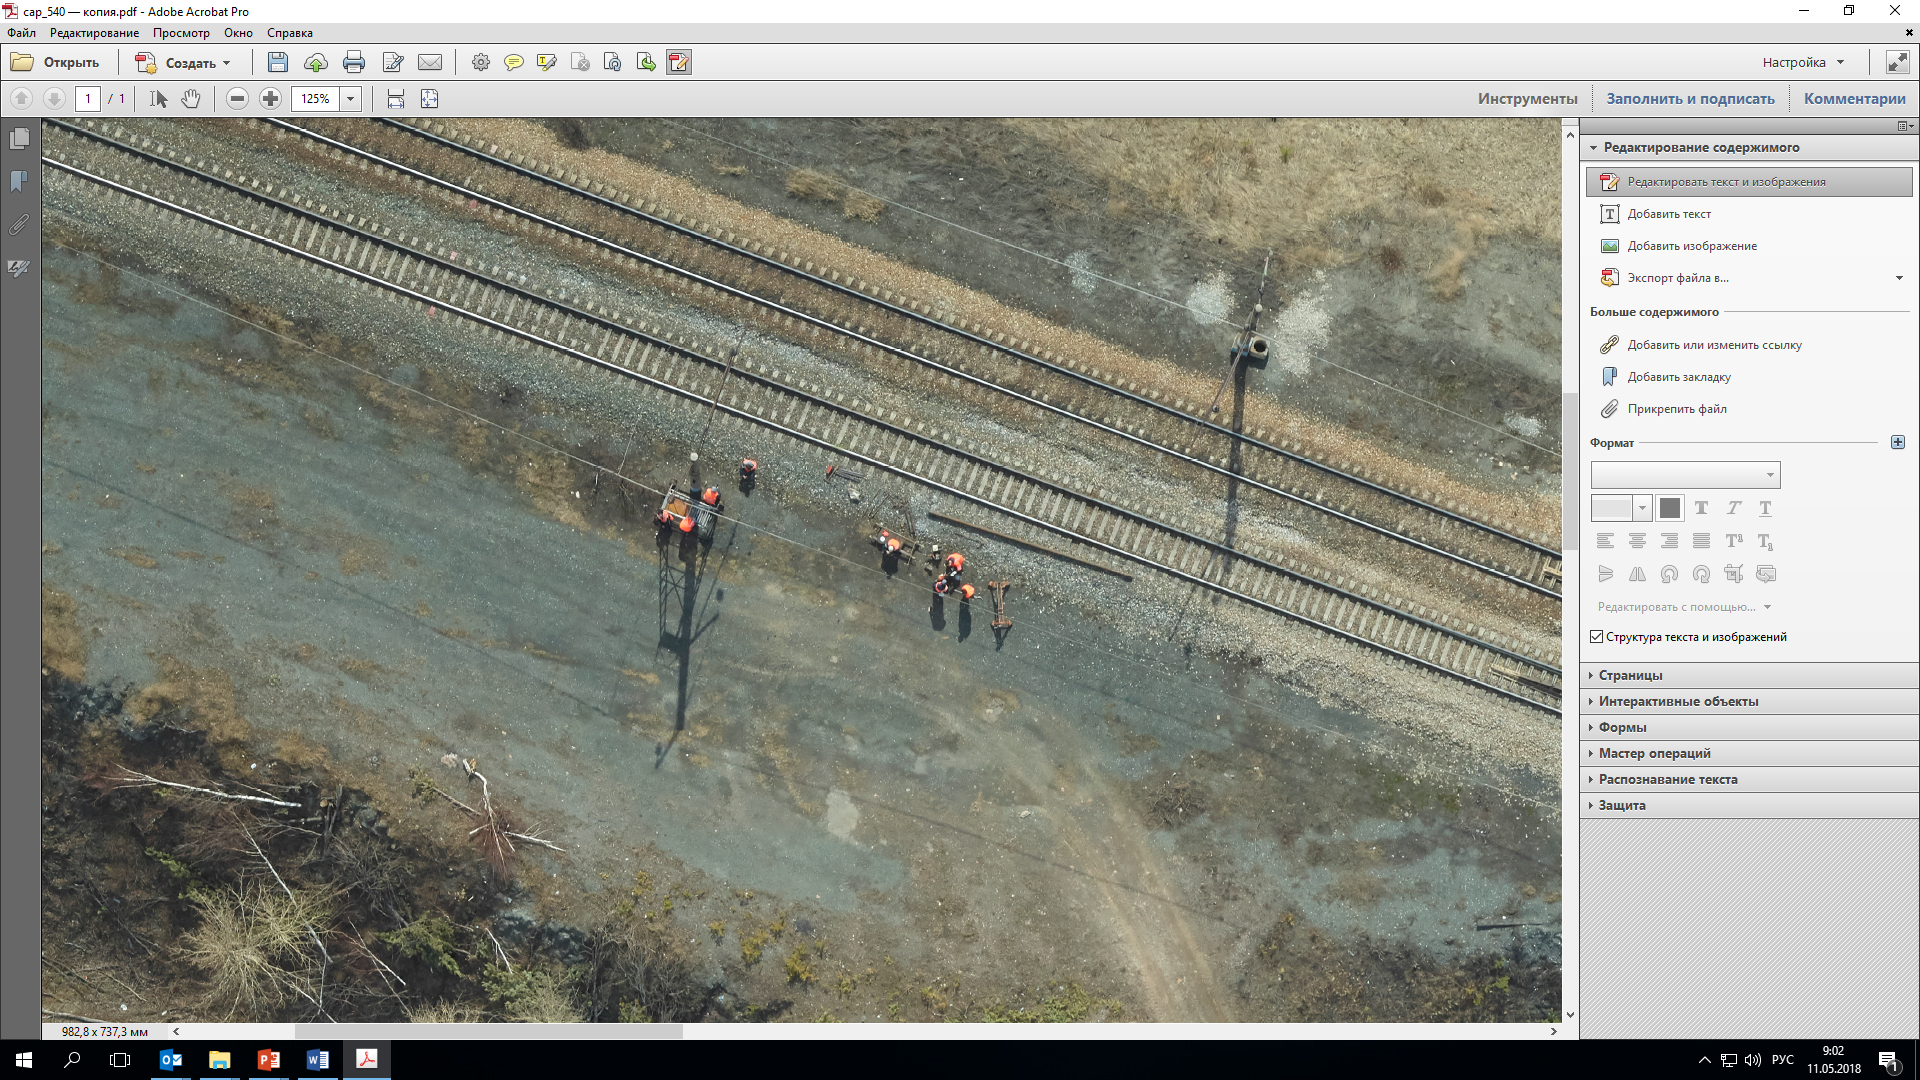 cap_540 — копия.pdf - Adobe Acrobat Pro
Файл Редактирование Просмотр Окно Справка
Открыть Создать Настройка
1 / 1 125% Инструменты Заполнить и подписать Комментарии
Редактирование содержимого
Редактировать текст и изображения
Добавить текст
Добавить изображение
Экспорт файла в...
Больше содержимого
Добавить или изменить ссылку
Добавить закладку
Прикрепить файл
Формат
Редактировать с помощью...
Структура текста и изображений
Страницы
Интерактивные объекты
Формы
Мастер операций
Распознавание текста
Защита
982,8 x 737,3 мм
РУС
9:02
11.05.2018
1